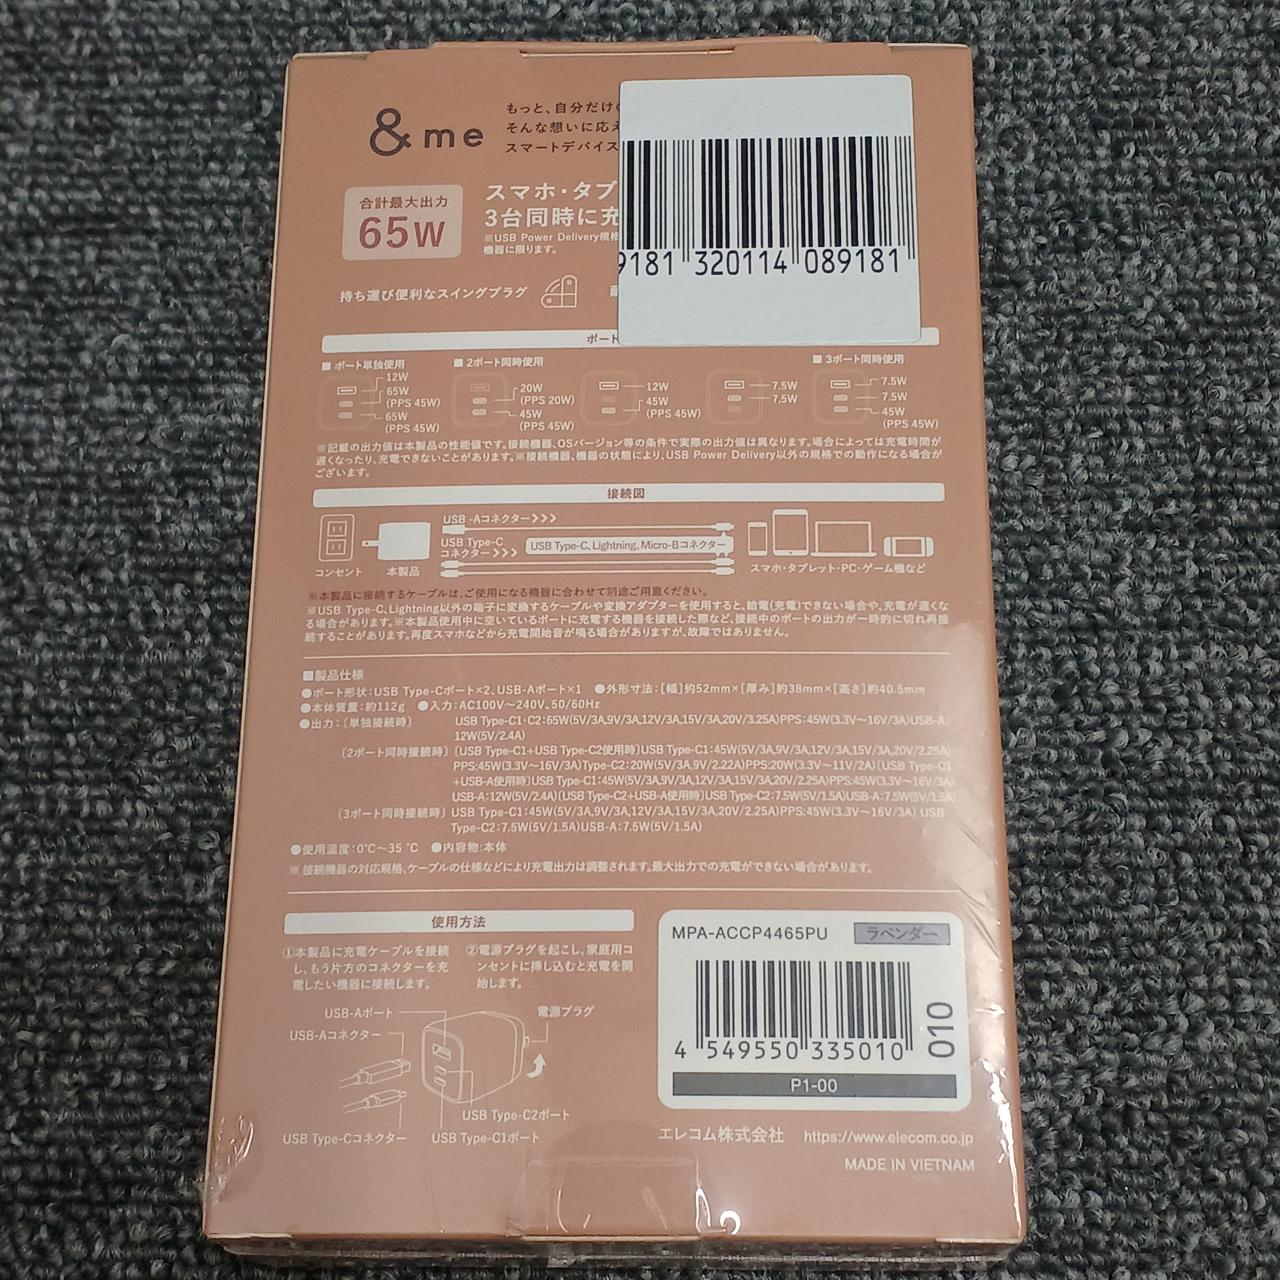 &me
もっと、自分だけの
そんな想いに応え
スマートデバイス
合計最大出力
65W
スマホ・タブ
3台同時に充
※USB Power Delivery規格
機器に限ります。
9181 320114 089181
持ち運び便利なスイングプラグ
ポート
■ポート単独使用
12W
65W
(PPS 45W)
65W
(PPS 45W)
■2ポート同時使用
20W
(PPS 20W)
45W
(PPS 45W)
12W
45W
(PPS 45W)
7.5W
7.5W
■3ポート同時使用
7.5W
7.5W
45W
(PPS 45W)
※記載の出力値は本製品の性能値です。接続機器、OSバージョン等の条件で実際の出力値は異なります。場合によっては充電時間が
遅くなったり、充電できないことがあります。※接続機器、機器の状態により、USB Power Delivery以外の規格での動作になる場合が
ございます。
接続図
USB -Aコネクター>>>
USB Type-C
コネクター>>>
USB Type-C、Lightning、Micro-Bコネクター
コンセント
本製品
スマホ・タブレット・PC・ゲーム機など
※本製品に接続するケーブルは、ご使用になる機器に合わせて別途ご用意ください。
※USB Type-C、Lightning以外の端子に変換するケーブルや変換アダプターを使用すると、給電(充電)できない場合や、充電が遅くな
る場合があります。※本製品使用中に空いているポートに充電する機器を接続した際など、接続中のポートの出力が一時的に切れ再接
続することがあります。再度スマホなどから充電開始音が鳴る場合がありますが、故障ではありません。
■製品仕様
●ポート形状:USB Type-Cポート×2、USB-Aポート×1 ●外形寸法:[幅]約52mm×[厚み]約38mm×[高さ]約40.5mm
●本体質量:約112g ●入力:AC100V～240V、50/60Hz
●出力:〔単独接続時〕 USB Type-C1・C2:65W(5V/3A,9V/3A,12V/3A,15V/3A,20V/3.25A)PPS:45W(3.3V～16V/3A)USB-A:
12W(5V/2.4A)
〔2ポート同時接続時〕〔USB Type-C1+USB Type-C2使用時〕USB Type-C1:45W(5V/3A,9V/3A,12V/3A,15V/3A,20V/2.25A)
PPS:45W(3.3V～16V/3A)Type-C2:20W(5V/3A,9V/2.22A)PPS:20W(3.3V～11V/2A)〔USB Type-C1
+USB-A使用時〕USB Type-C1:45W(5V/3A,9V/3A,12V/3A,15V/3A,20V/2.25A)PPS:45W(3.3V～16V/3A)
USB-A:12W(5V/2.4A)〔USB Type-C2+USB-A使用時〕USB Type-C2:7.5W(5V/1.5A)USB-A:7.5W(5V/1.5A)
〔3ポート同時接続時〕USB Type-C1:45W(5V/3A,9V/3A,12V/3A,15V/3A,20V/2.25A)PPS:45W(3.3V～16V/3A) USB
Type-C2:7.5W(5V/1.5A)USB-A:7.5W(5V/1.5A)
●使用温度:0℃～35℃ ●内容物:本体
※接続機器の対応規格、ケーブルの仕様などにより充電出力は調整されます。最大出力での充電ができない場合があります。
使用方法
①本製品に充電ケーブルを接続
し、もう片方のコネクターを充
電したい機器に接続します。
②電源プラグを起こし、家庭用コ
ンセントに挿し込むと充電を開
始します。
USB-Aポート
USB-Aコネクター
電源プラグ
USB Type-C2ポート
USB Type-Cコネクター
USB Type-C1ポート
MPA-ACCP4465PU ラベンダー
4 549550 335010
010
P1-00
エレコム株式会社 https://www.elecom.co.jp
MADE IN VIETNAM